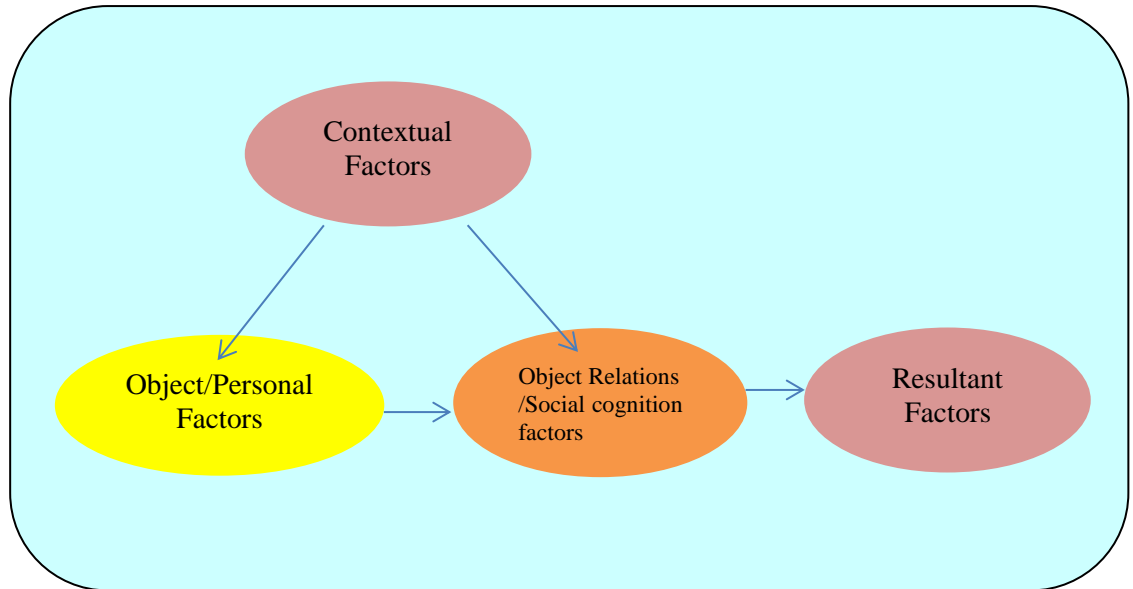 Contextual
Factors
Object/Personal
Factors
Object Relations
/Social cognition
factors
Resultant
Factors